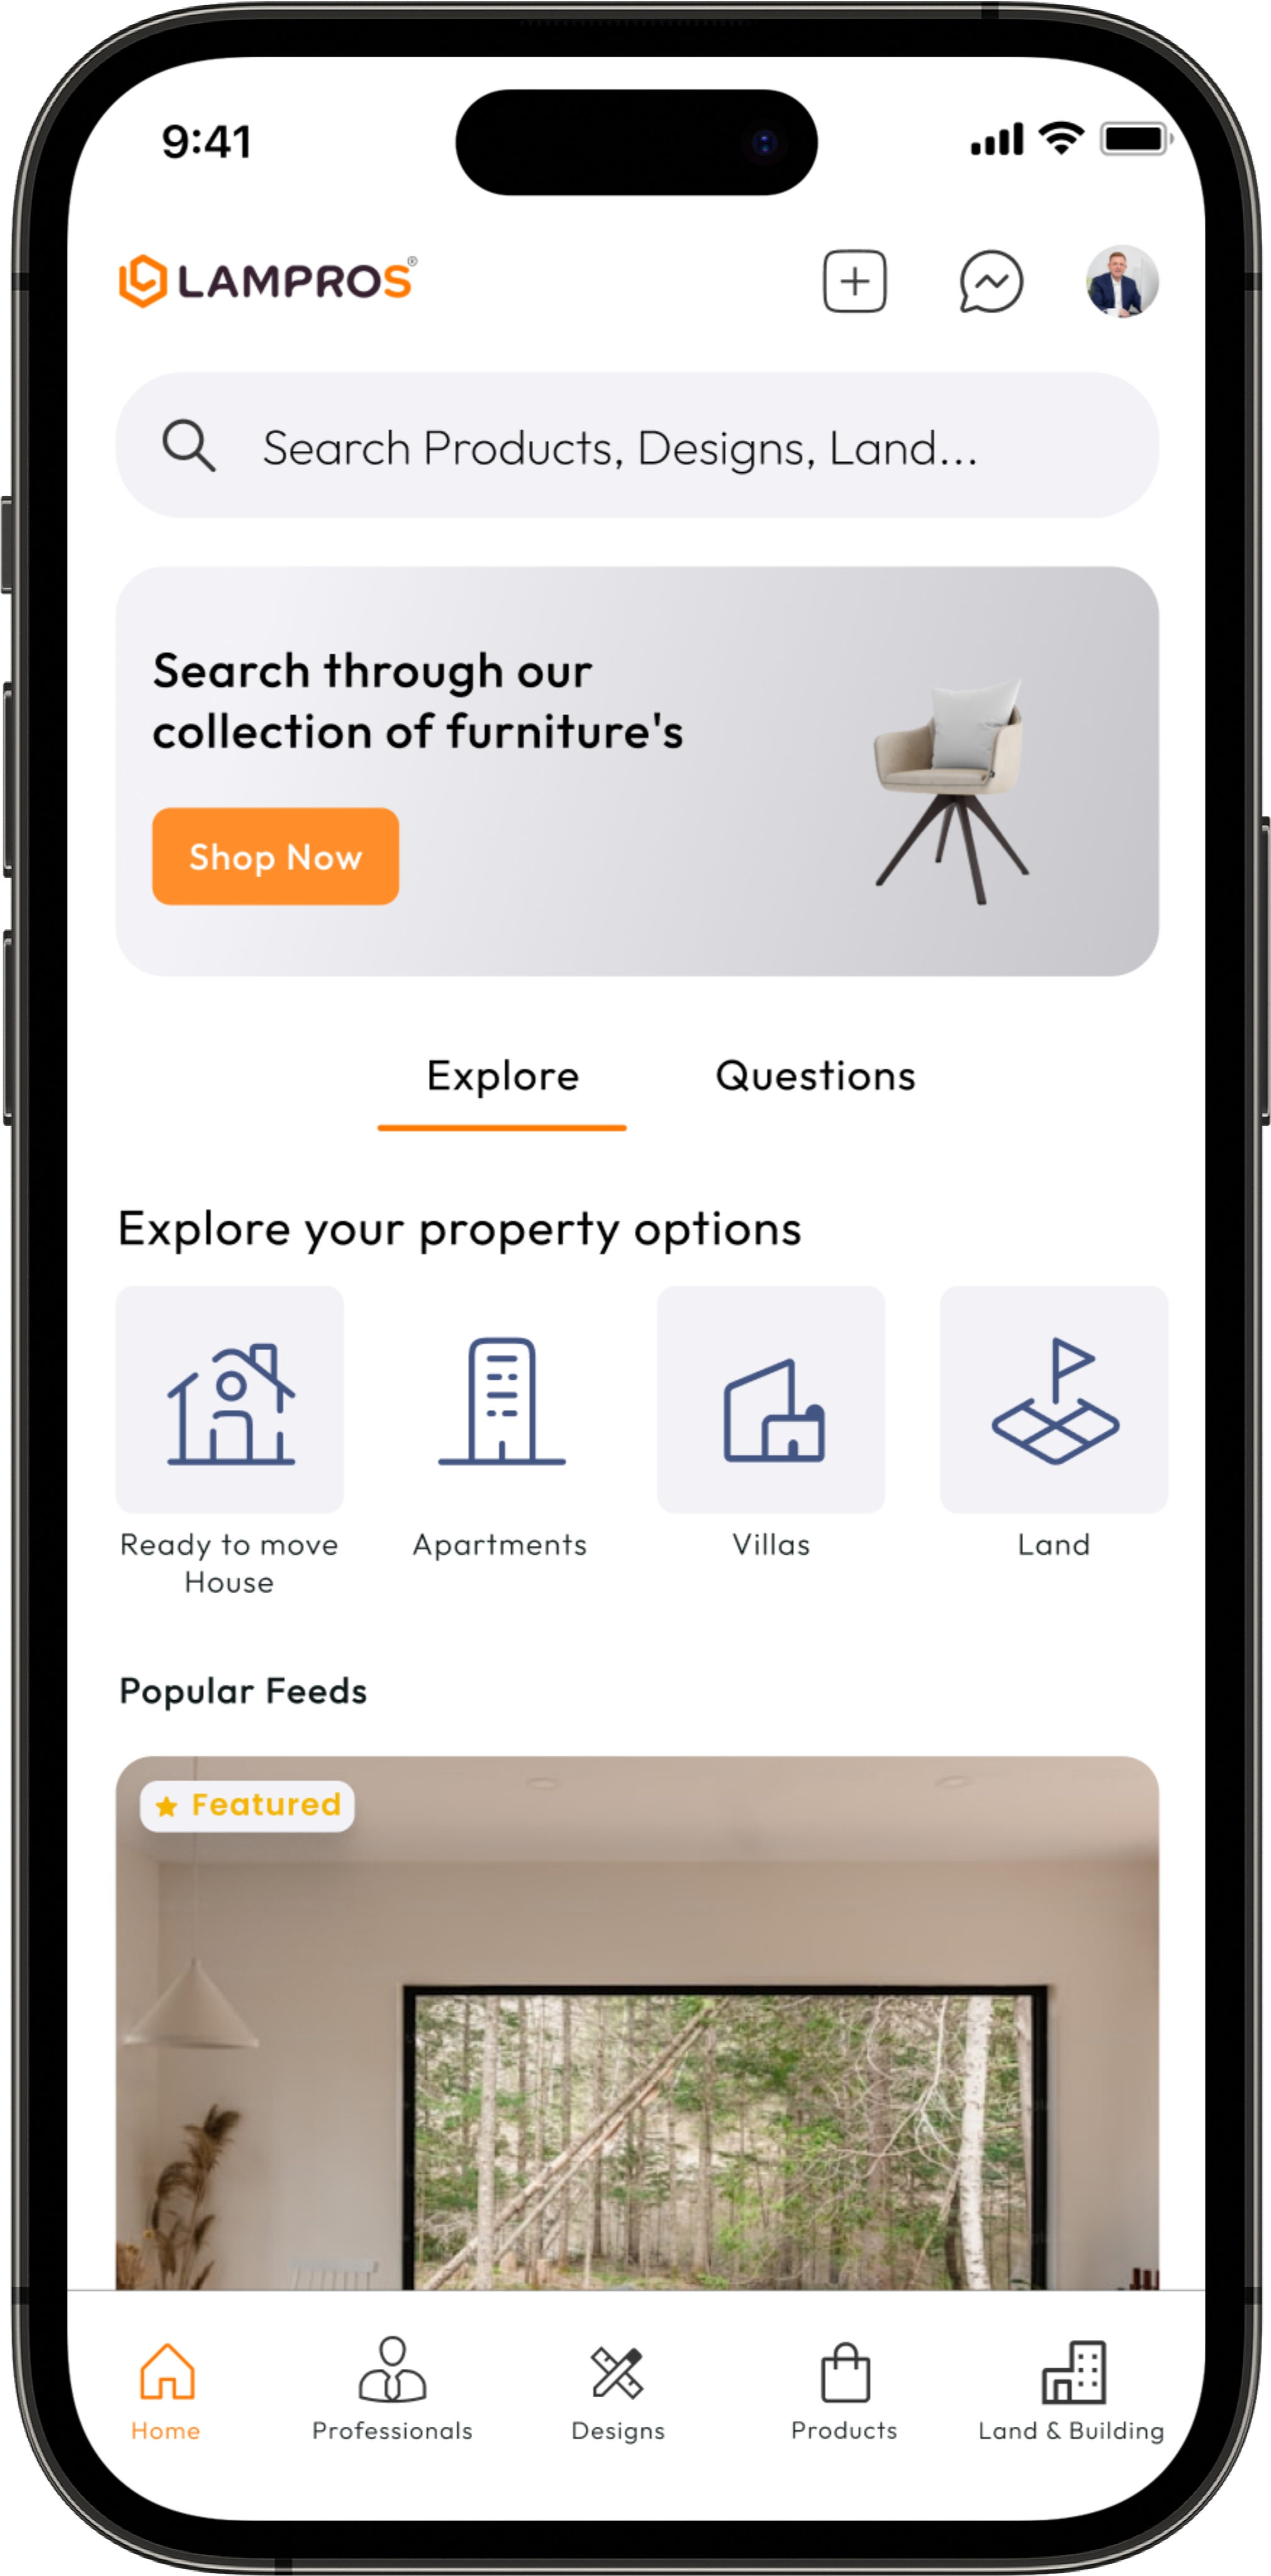 9:41
LAMPROS®
Search Products, Designs, Land...
Search through our
collection of furniture's
Shop Now
Explore
Questions
Explore your property options
Ready to move
House
Apartments
Villas
Land
Popular Feeds
Featured
Home
Professionals
Designs
Products
Land & Building